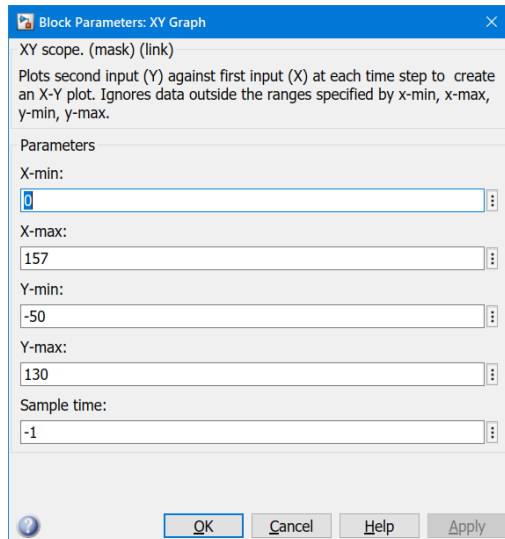 Block Parameters: XY Graph
XY scope. (mask) (link)
Plots second input (Y) against first input (X) at each time step to create
an X-Y plot. Ignores data outside the ranges specified by x-min, x-max,
y-min, y-max.
Parameters
X-min:
0
X-max:
157
Y-min:
-50
Y-max:
130
Sample time:
-1
OK Cancel Help Apply